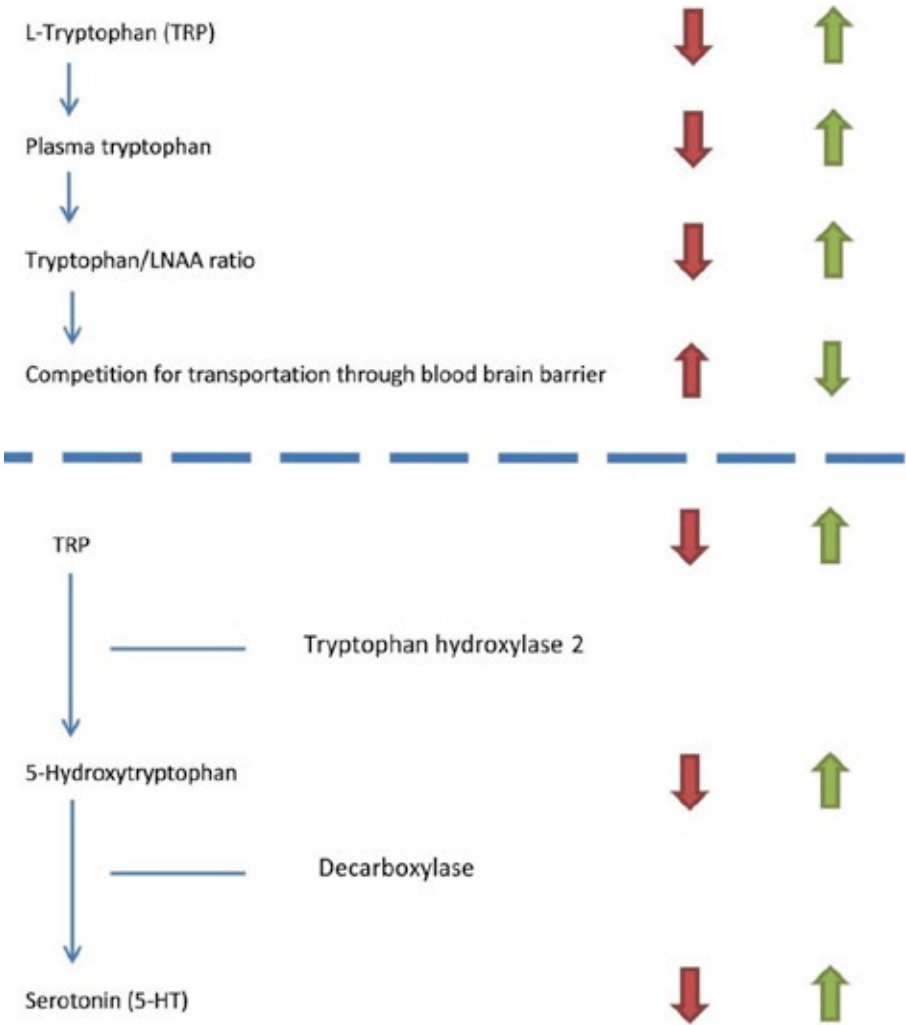 L-Tryptophan (TRP)
Plasma tryptophan
Tryptophan/LNAA ratio
Competition for transportation through blood brain barrier
TRP
Tryptophan hydroxylase 2
5-Hydroxytryptophan
Decarboxylase
Serotonin (5-HT)